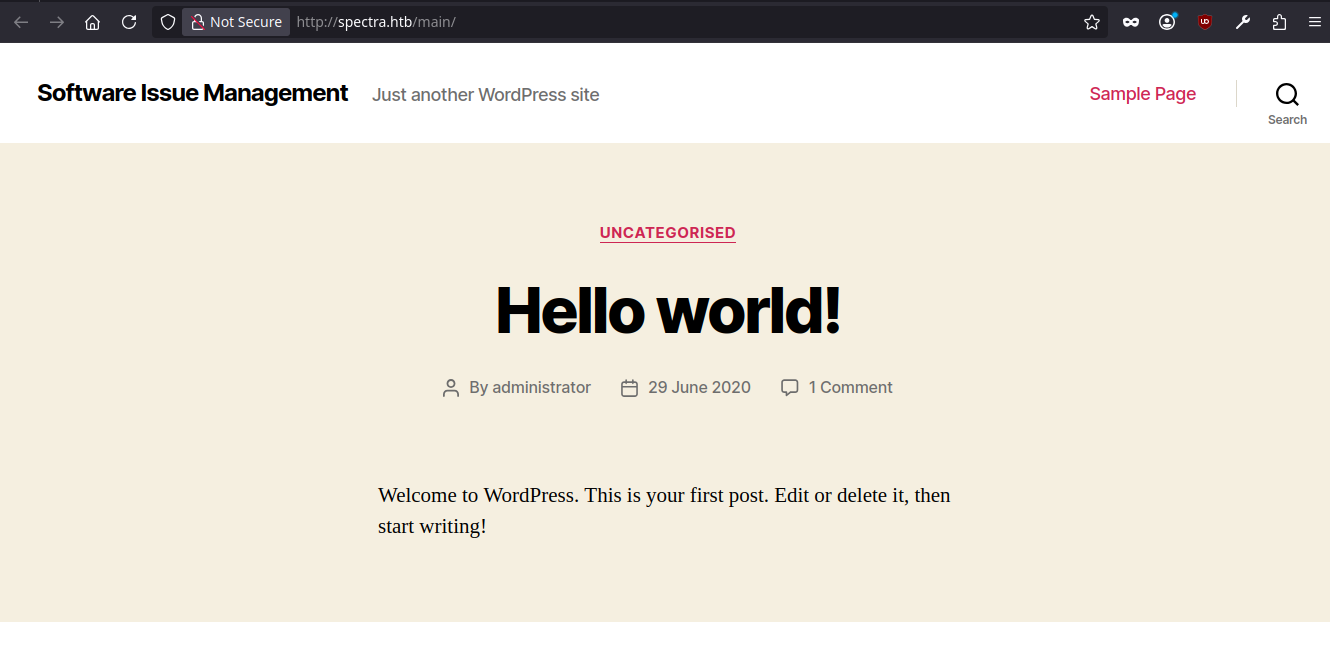 Not Secure http://spectra.htb/main/
Software Issue Management Just another WordPress site Sample Page
Search
UNCATEGORISED
Hello world!
By administrator 29 June 2020 1 Comment
Welcome to WordPress. This is your first post. Edit or delete it, then
start writing!